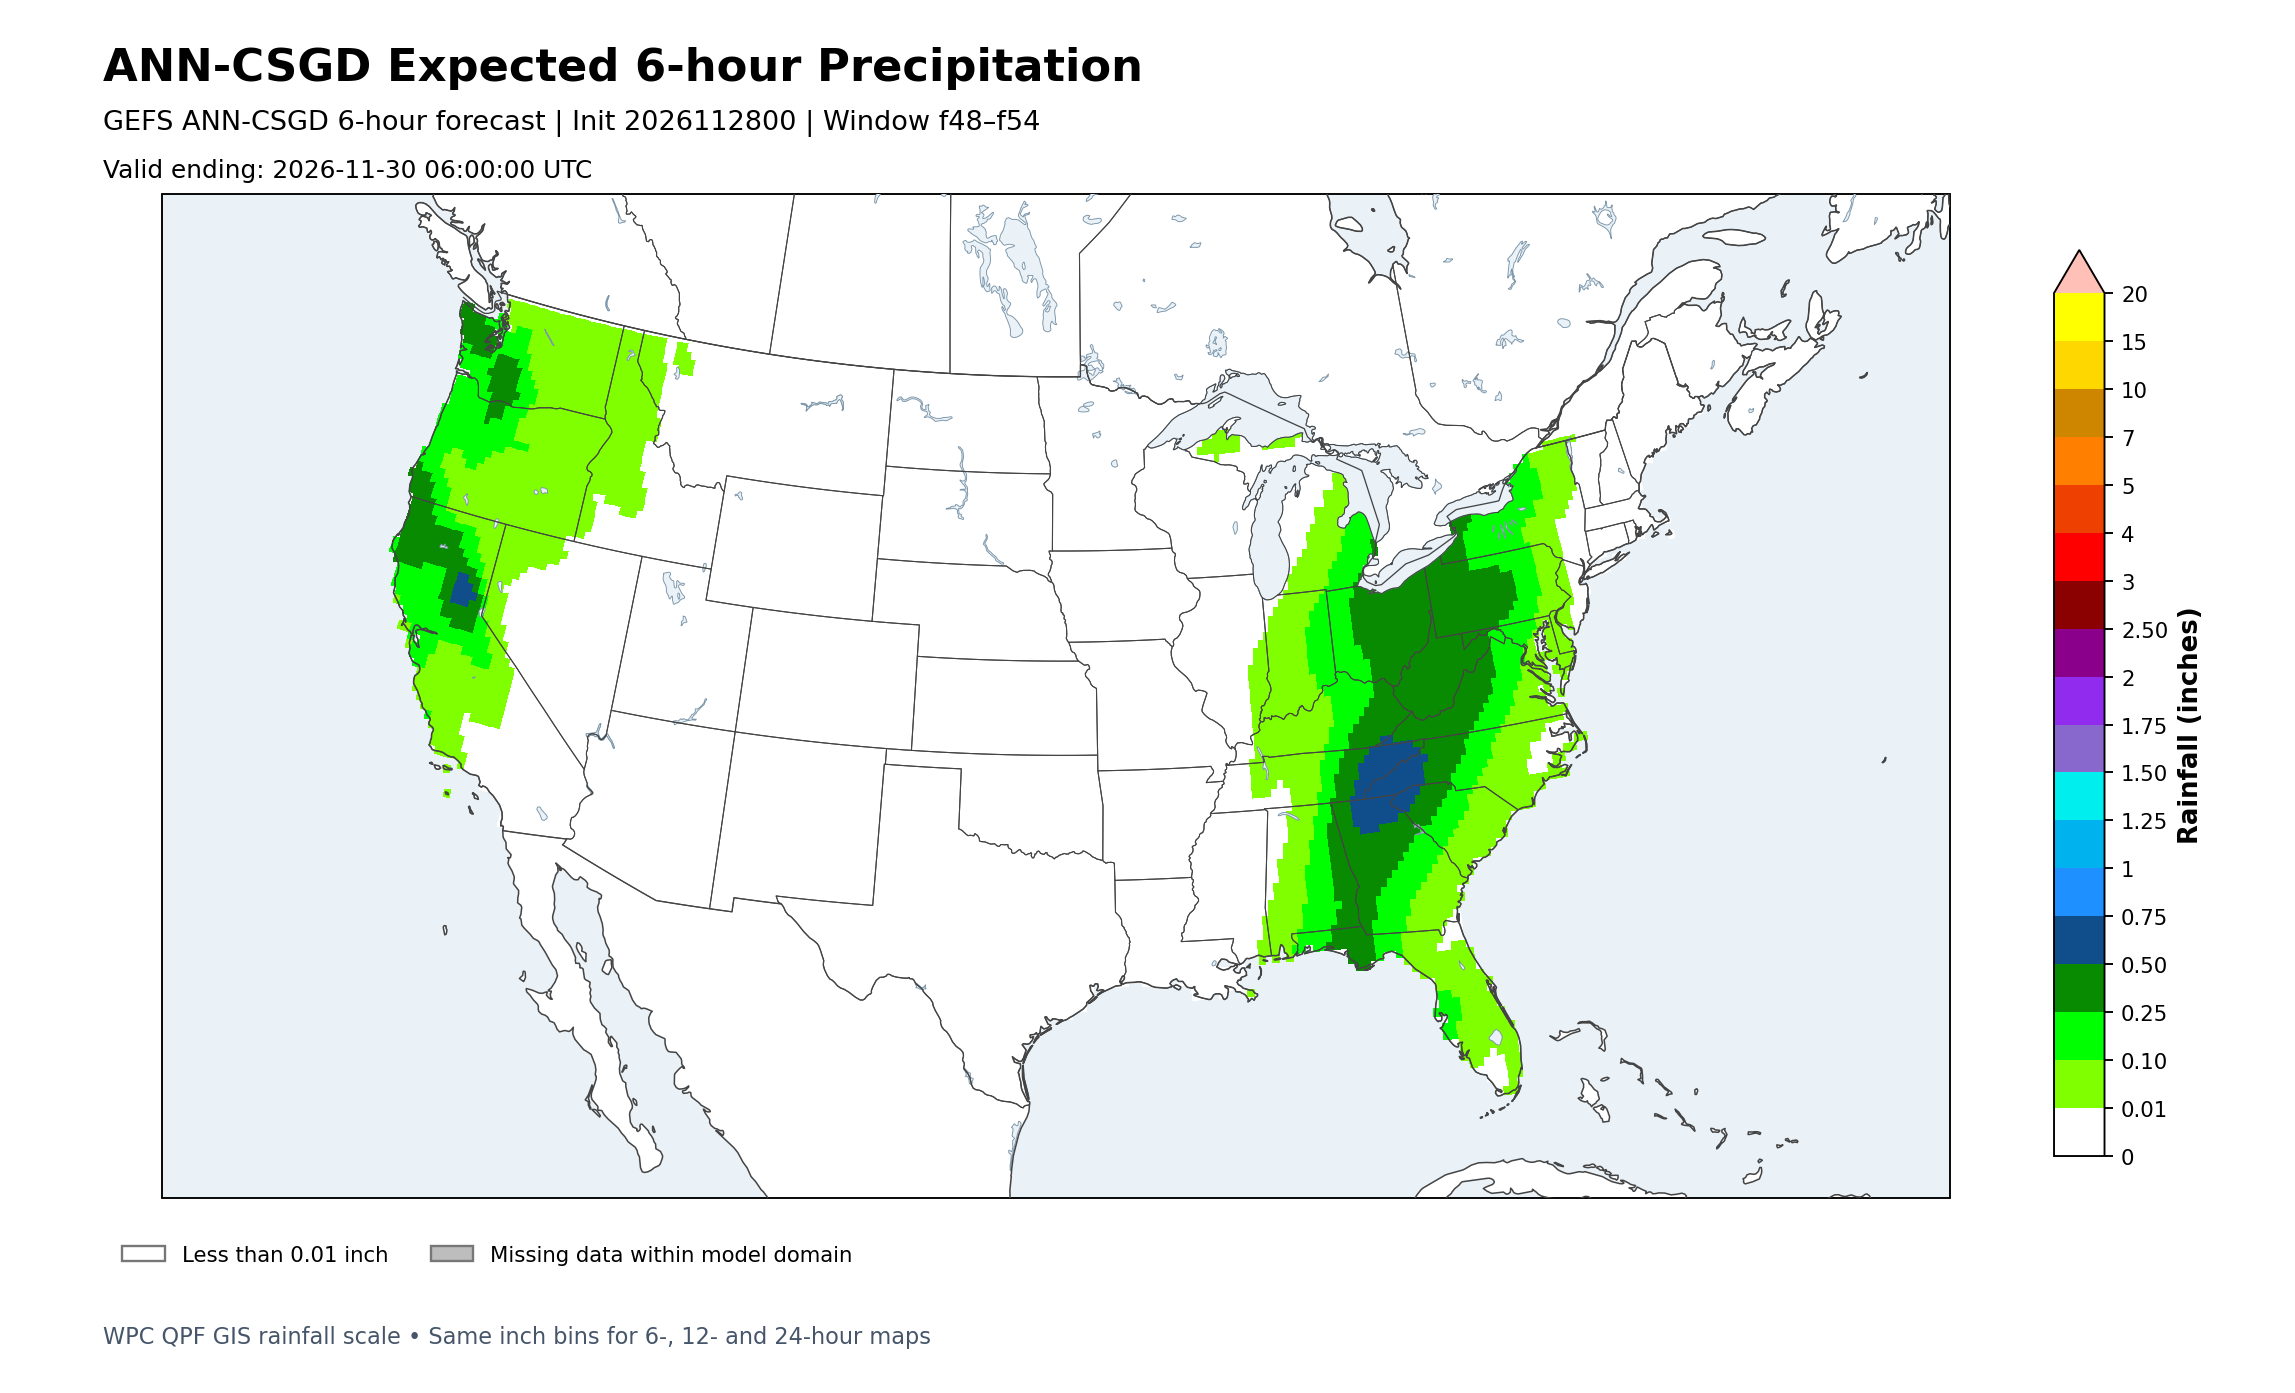 ANN-CSGD Expected 6-hour Precipitation
GEFS ANN-CSGD 6-hour forecast | Init 2026112800 | Window f48–f54
Valid ending: 2026-11-30 06:00:00 UTC
20
15
10
7
5
4
3
2.50
2
1.75
1.50
1.25
1
0.75
0.50
0.25
0.10
0.01
0
Rainfall (inches)
Less than 0.01 inch
Missing data within model domain
WPC QPF GIS rainfall scale • Same inch bins for 6-, 12- and 24-hour maps